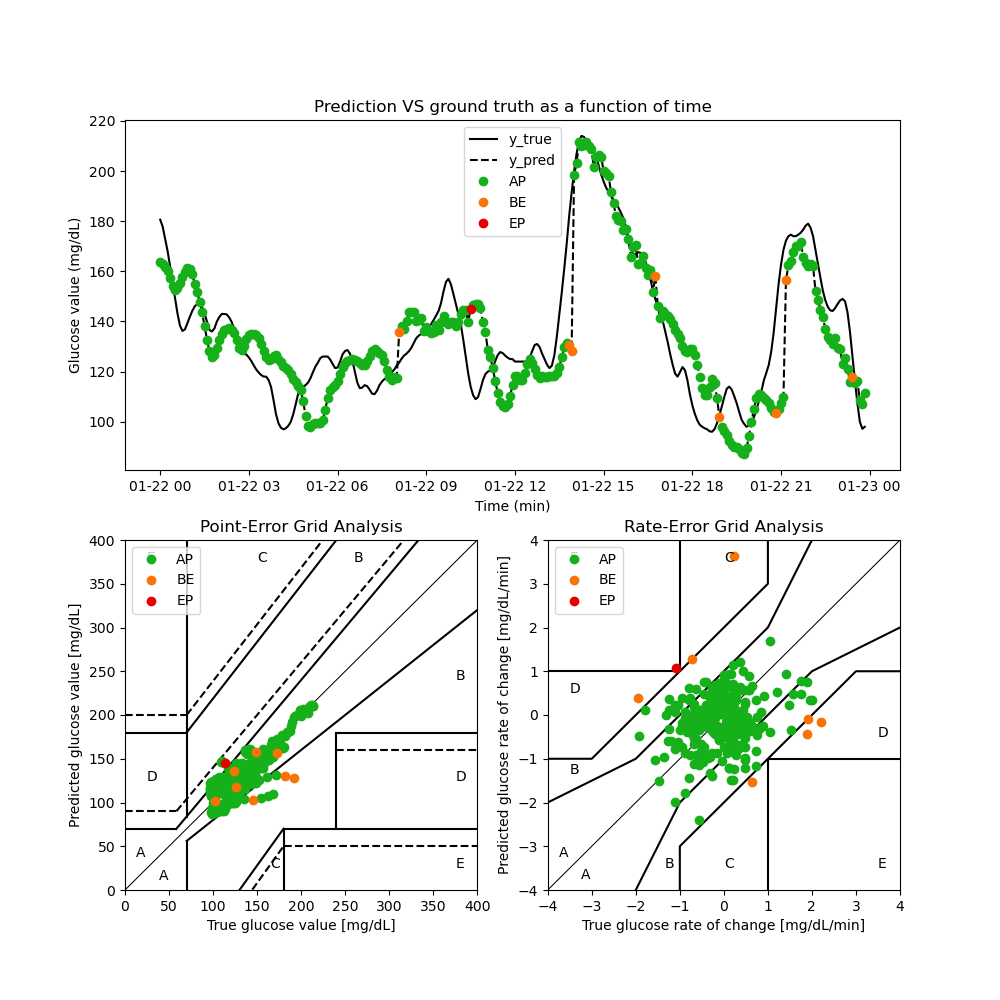 Prediction VS ground truth as a function of time
Glucose value (mg/dL)
220
200
180
160
140
120
100
y_true
y_pred
AP
BE
EP
01-22 00 01-22 03 01-22 06 01-22 09 01-22 12 01-22 15 01-22 18 01-22 21 01-23 00
Time (min)
Point-Error Grid Analysis
Predicted glucose value [mg/dL]
400
350
300
250
200
150
100
50
0
AP
BE
EP
C
B
B
D
D
A
A
C
E
0 50 100 150 200 250 300 350 400
True glucose value [mg/dL]
Rate-Error Grid Analysis
Predicted glucose rate of change [mg/dL/min]
4
3
2
1
0
−1
−2
−3
−4
AP
BE
EP
C
D
D
B
A
A
B
C
E
−4 −3 −2 −1 0 1 2 3 4
True glucose rate of change [mg/dL/min]